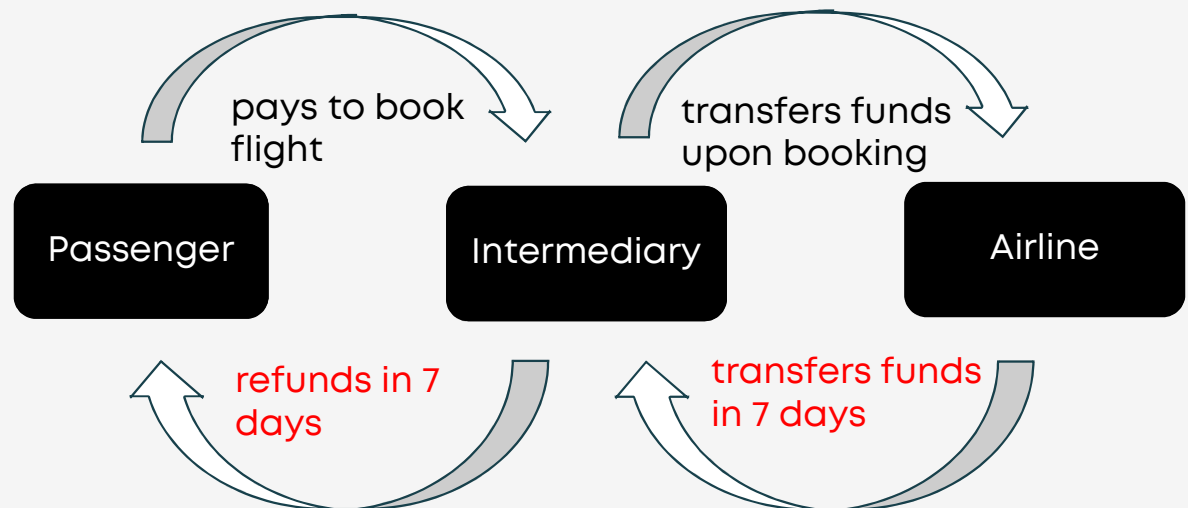 pays to book
flight
transfers funds
upon booking
Passenger
Intermediary
Airline
refunds in 7
days
transfers funds
in 7 days